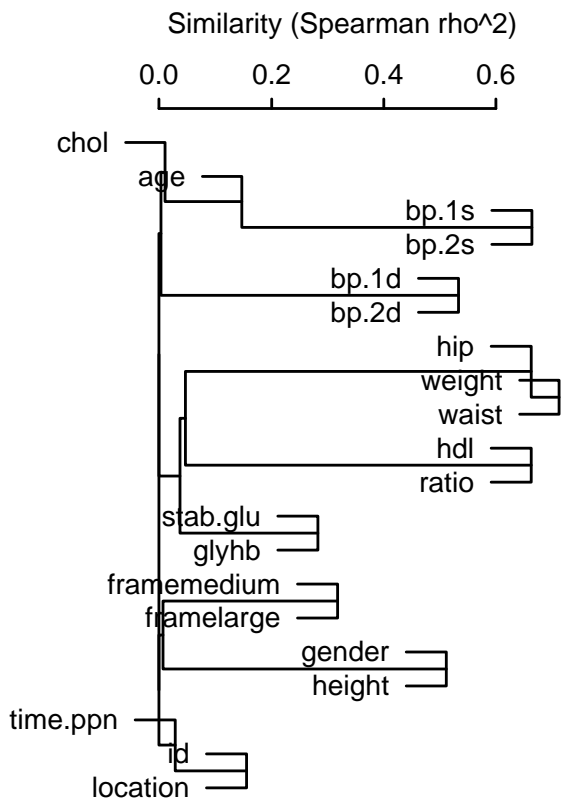 Similarity (Spearman rho^2)
0.0 0.2 0.4 0.6
chol
age
bp.1s
bp.2s
bp.1d
bp.2d
hip
weight
waist
hdl
ratio
stab.glu
glyhb
framemedium
framelarge
gender
height
time.ppn
id
location